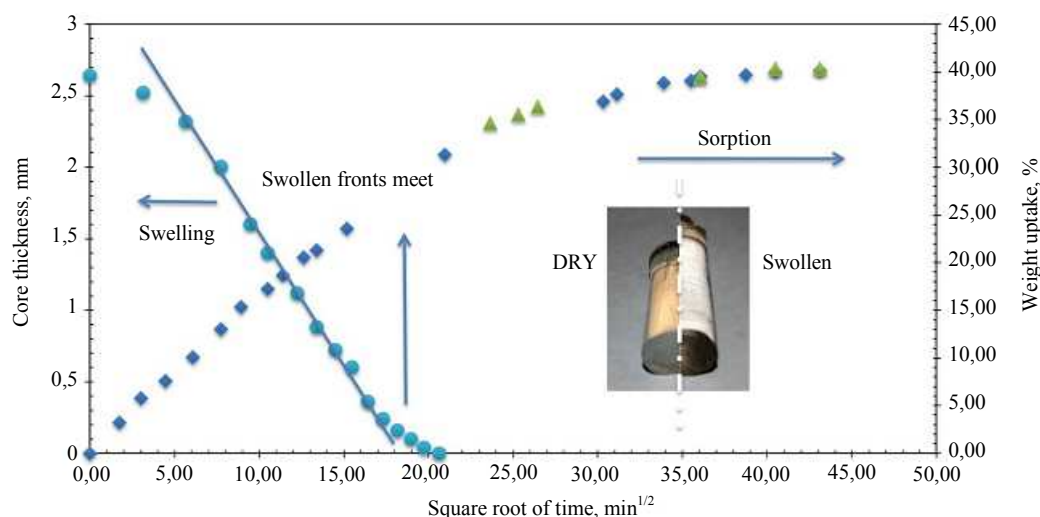 3
2,5
2
1,5
1
0,5
0
Core thickness, mm
45,00
40,00
35,00
30,00
25,00
20,00
15,00
10,00
5,00
0,00
Weight uptake, %
Sorption
Swollen fronts meet
Swelling
DRY
Swollen
0,00 5,00 10,00 15,00 20,00 25,00 30,00 35,00 40,00 45,00 50,00
Square root of time, min1/2